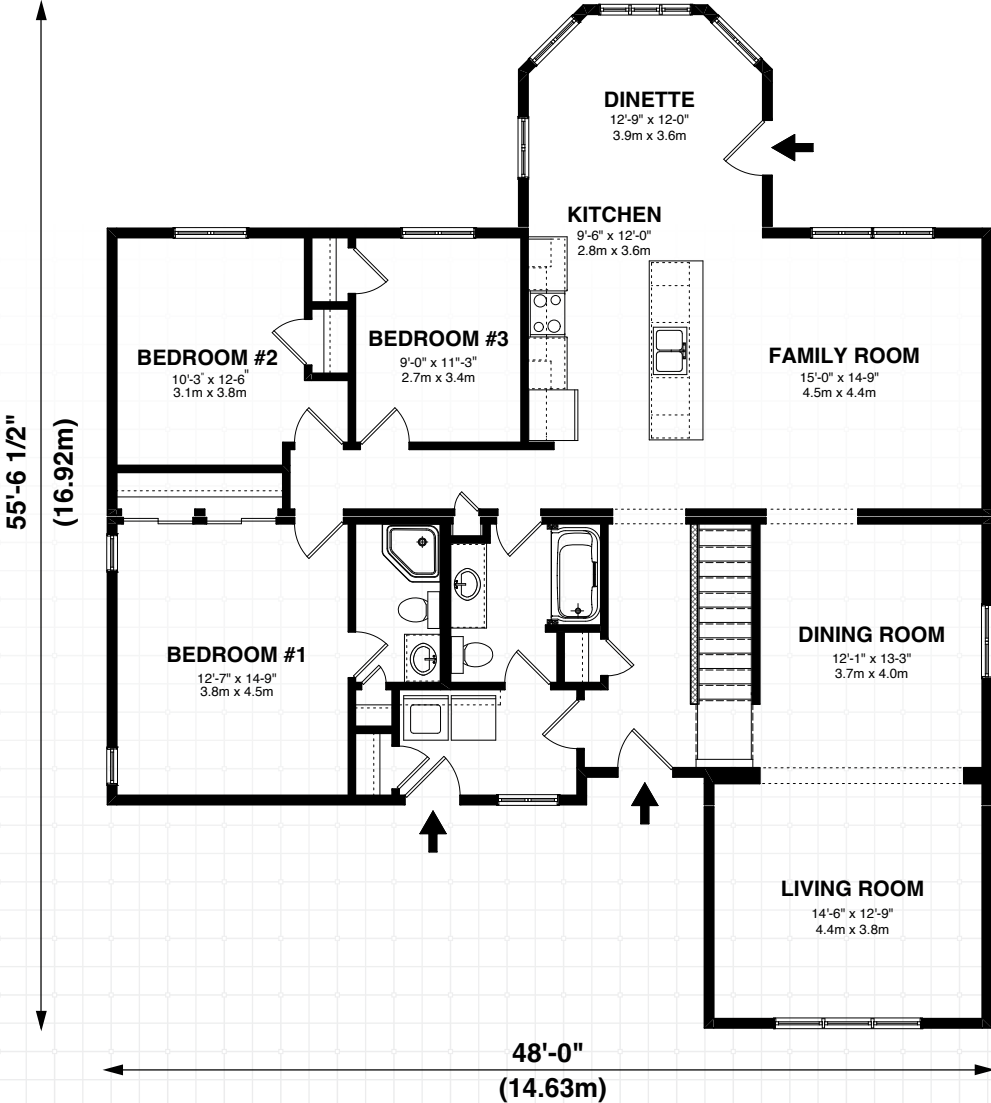 DINETTE
12'-9" x 12-0"
3.9m x 3.6m
KITCHEN
9'-6" x 12'-0"
2.8m x 3.6m
BEDROOM #2
10'-3" x 12-6"
3.1m x 3.8m
BEDROOM #3
9'-0" x 11"-3"
2.7m x 3.4m
FAMILY ROOM
15'-0" x 14-9"
4.5m x 4.4m
55'-6 1/2"
(16.92m)
BEDROOM #1
12'-7" x 14-9"
3.8m x 4.5m
DINING ROOM
12'-1" x 13-3"
3.7m x 4.0m
LIVING ROOM
14'-6" x 12'-9"
4.4m x 3.8m
48'-0"
(14.63m)